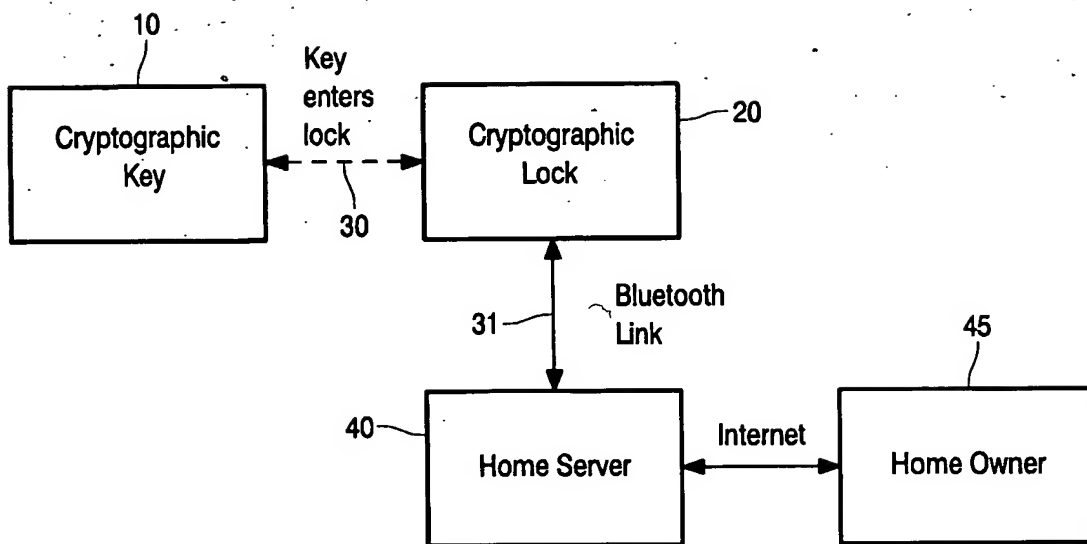 10
Key
enters
lock
20
Cryptographic
Key
Cryptographic
Lock
30
31
Bluetooth
Link
45
40
Internet
Home Server
Home Owner